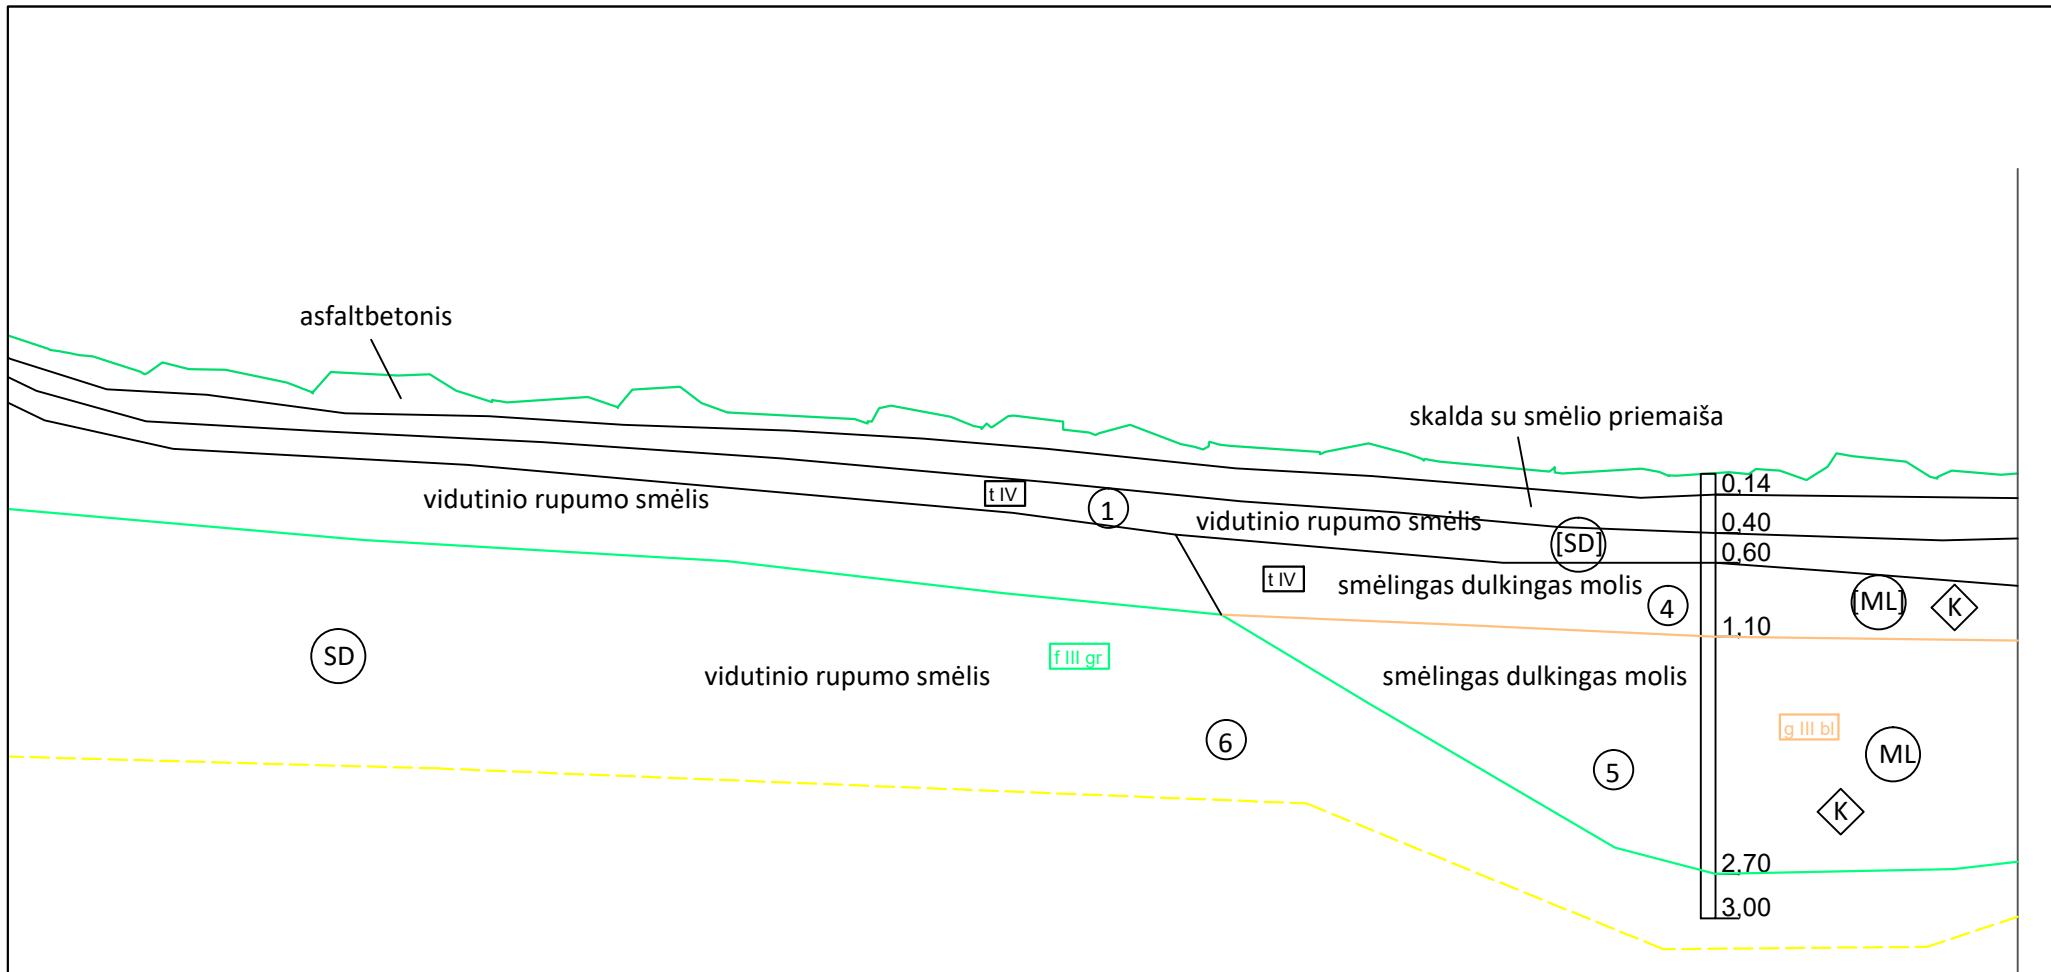 asfaltbetonis
skalda su smėlio priemaiša
0,14
vidutinio rupumo smėlis
t IV
1
vidutinio rupumo smėlis
0,40
[SD]
0,60
t IV
smėlingas dulkingas molis
4
[ML]
K
1,10
SD
f III gr
vidutinio rupumo smėlis
smėlingas dulkingas molis
g III bl
6
5
ML
K
2,70
3,00